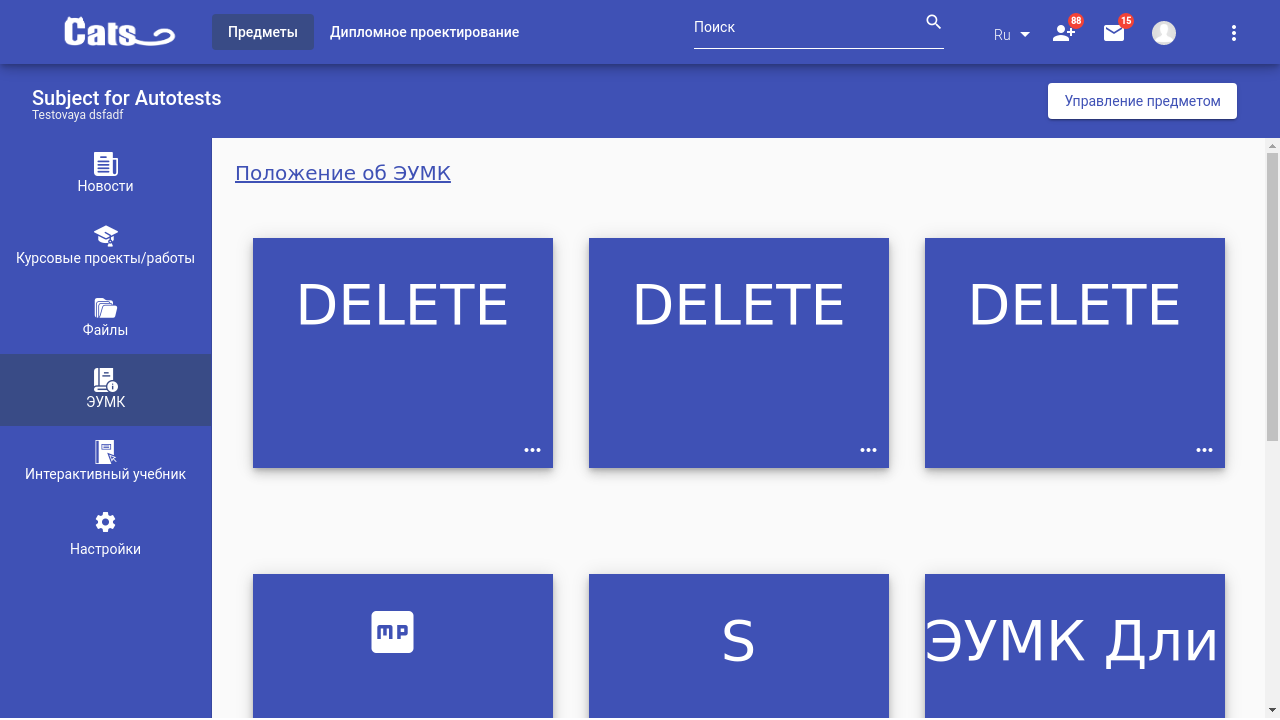 Cats
Предметы
Дипломное проектирование
Поиск
Ru
88
15
Subject for Autotests
Testovaya dsfadf
Управление предметом
Новости
Курсовые проекты/работы
Файлы
ЭУМК
Интерактивный учебник
Настройки
Положение об ЭУМК
DELETE
DELETE
DELETE
MP
S
ЭУМК Дли